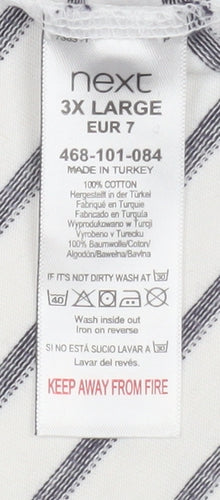 next
3X LARGE
EUR 7
468-101-084
MADE IN TURKEY
100% COTTON
Hergestellt in der Türkei
Fabriqué en Turquie
Fabricado en Turquía
Wyprodukowano w Turcji
Vyrobeno v Turecku
100% Baumwolle/Coton/
Algodón/Bawełna/Bavlna
IF IT'S NOT DIRTY WASH AT 30
40
Wash inside out
Iron on reverse
SI NO ESTÁ SUCIO LAVAR A 30
Lavar del revés.
KEEP AWAY FROM FIRE